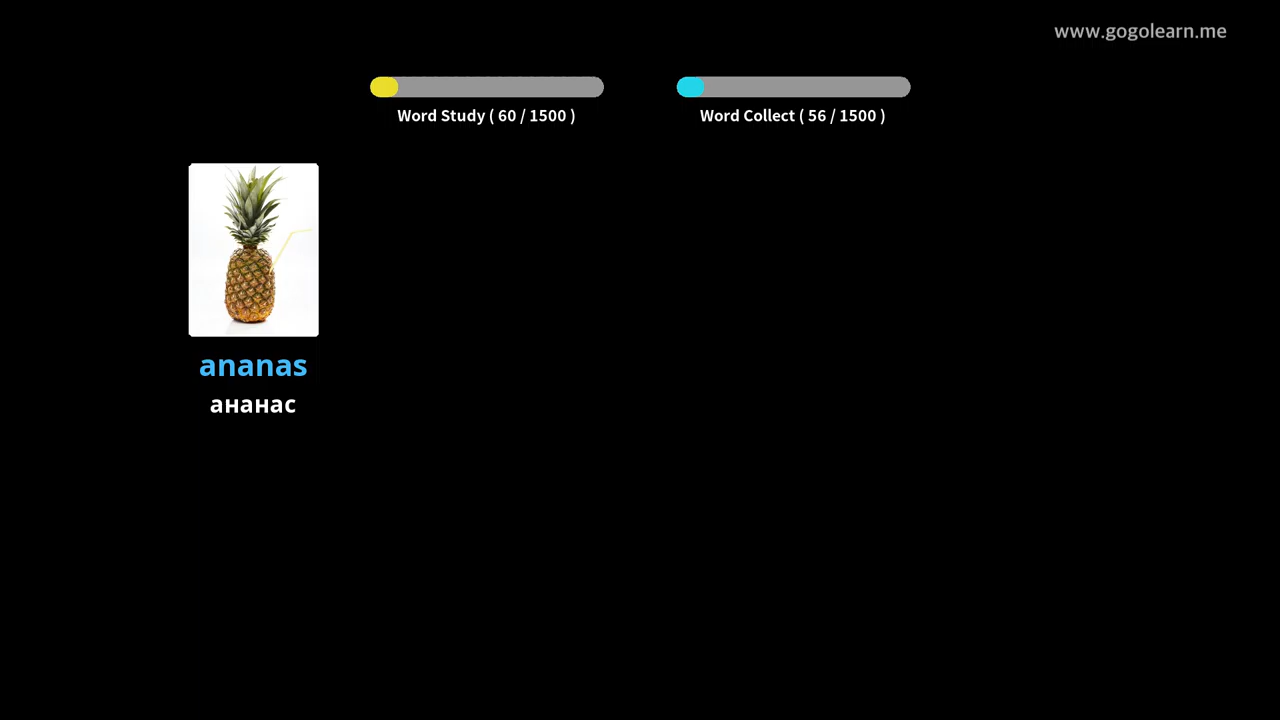 www.gogolearn.me
Word Study ( 60 / 1500 )
Word Collect ( 56 / 1500 )
ananas
ананас